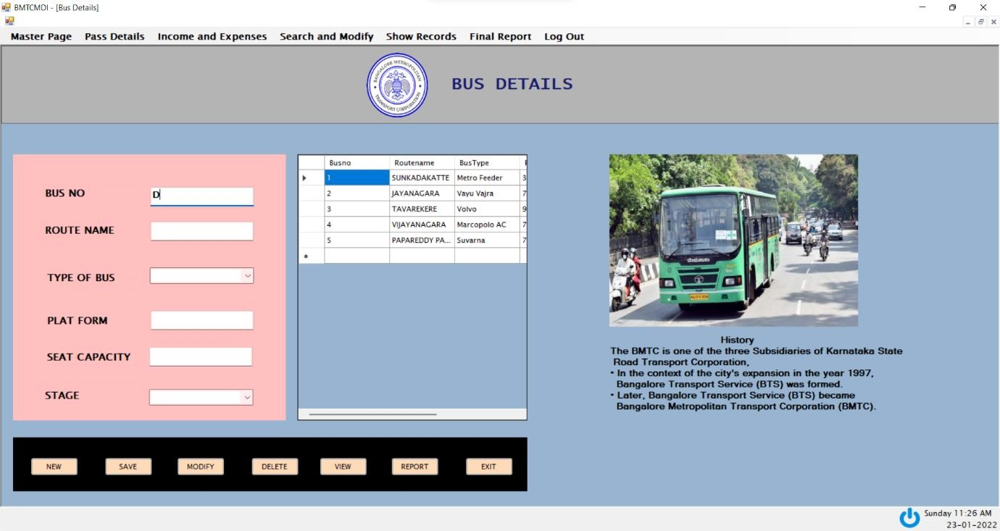 BMTCMDI - [Bus Details]
Master Page Pass Details Income and Expenses Search and Modify Show Records Final Report Log Out
BANGALORE METROPOLITAN
TRANSPORT CORPORATION
BUS DETAILS
BUS NO D
ROUTE NAME
TYPE OF BUS
PLAT FORM
SEAT CAPACITY
STAGE
Busno Routename BusType
1 SUNKADAKATTE Metro Feeder 3
2 JAYANAGARA Vayu Vajra 7
3 TAVAREKERE Volvo 9
4 VIJAYANAGARA Marcopolo AC 7
5 PAPAREDDY PA... Suvarna 7
NEW SAVE MODIFY DELETE VIEW REPORT EXIT
History
The BMTC is one of the three Subsidiaries of Karnataka State
Road Transport Corporation,
• In the context of the city's expansion in the year 1997,
Bangalore Transport Service (BTS) was formed.
• Later, Bangalore Transport Service (BTS) became
Bangalore Metropolitan Transport Corporation (BMTC).
Sunday 11:26 AM
23-01-2022